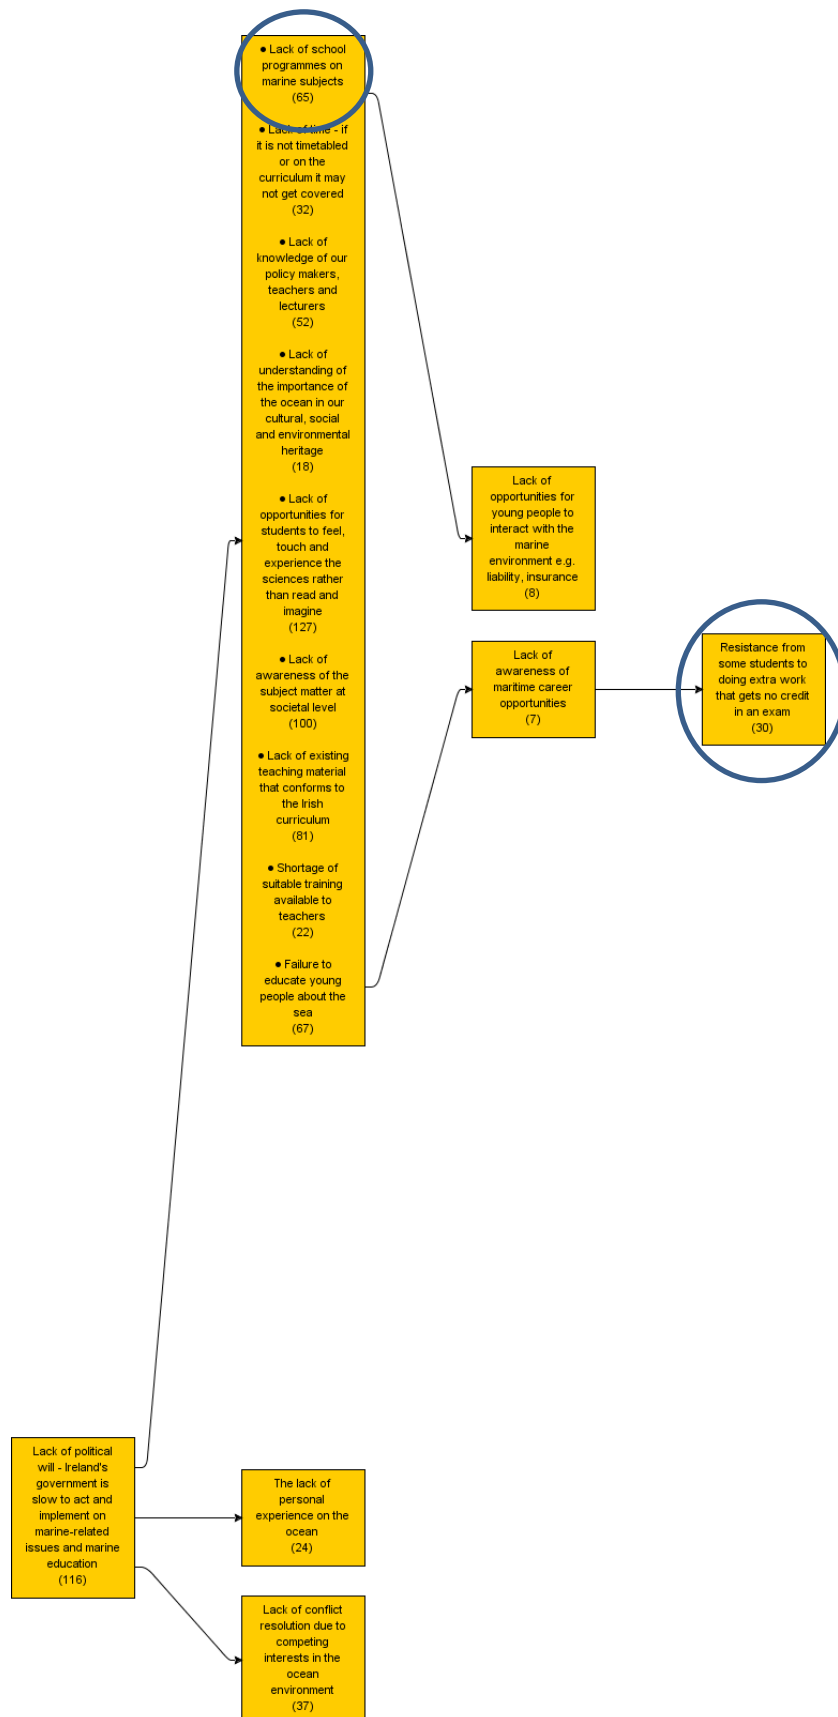 ● Lack of school
programmes on
marine subjects
(65)
● Lack of time - if
it is not timetabled
or on the
curriculum it may
not get covered
(32)
● Lack of
knowledge of our
policy makers,
teachers and
lecturers
(52)
● Lack of
understanding of
the importance of
the ocean in our
cultural, social
and environmental
heritage
(18)
● Lack of
opportunities for
students to feel,
touch and
experience the
sciences rather
than read and
imagine
(127)
● Lack of
awareness of the
subject matter at
societal level
(100)
● Lack of existing
teaching material
that conforms to
the Irish
curriculum
(81)
● Shortage of
suitable training
available to
teachers
(22)
● Failure to
educate young
people about the
sea
(67)
Lack of
opportunities for
young people to
interact with the
marine
environment e.g.
liability, insurance
(8)
Lack of
awareness of
maritime career
opportunities
(7)
Resistance from
some students to
doing extra work
that gets no credit
in an exam
(30)
Lack of political
will - Ireland's
government is
slow to act and
implement on
marine-related
issues and marine
education
(116)
The lack of
personal
experience on the
ocean
(24)
Lack of conflict
resolution due to
competing
interests in the
ocean
environment
(37)